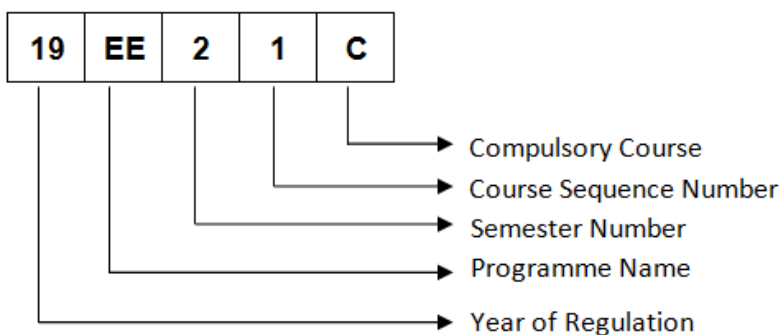 19 EE 2 1 C
Compulsory Course
Course Sequence Number
Semester Number
Programme Name
Year of Regulation